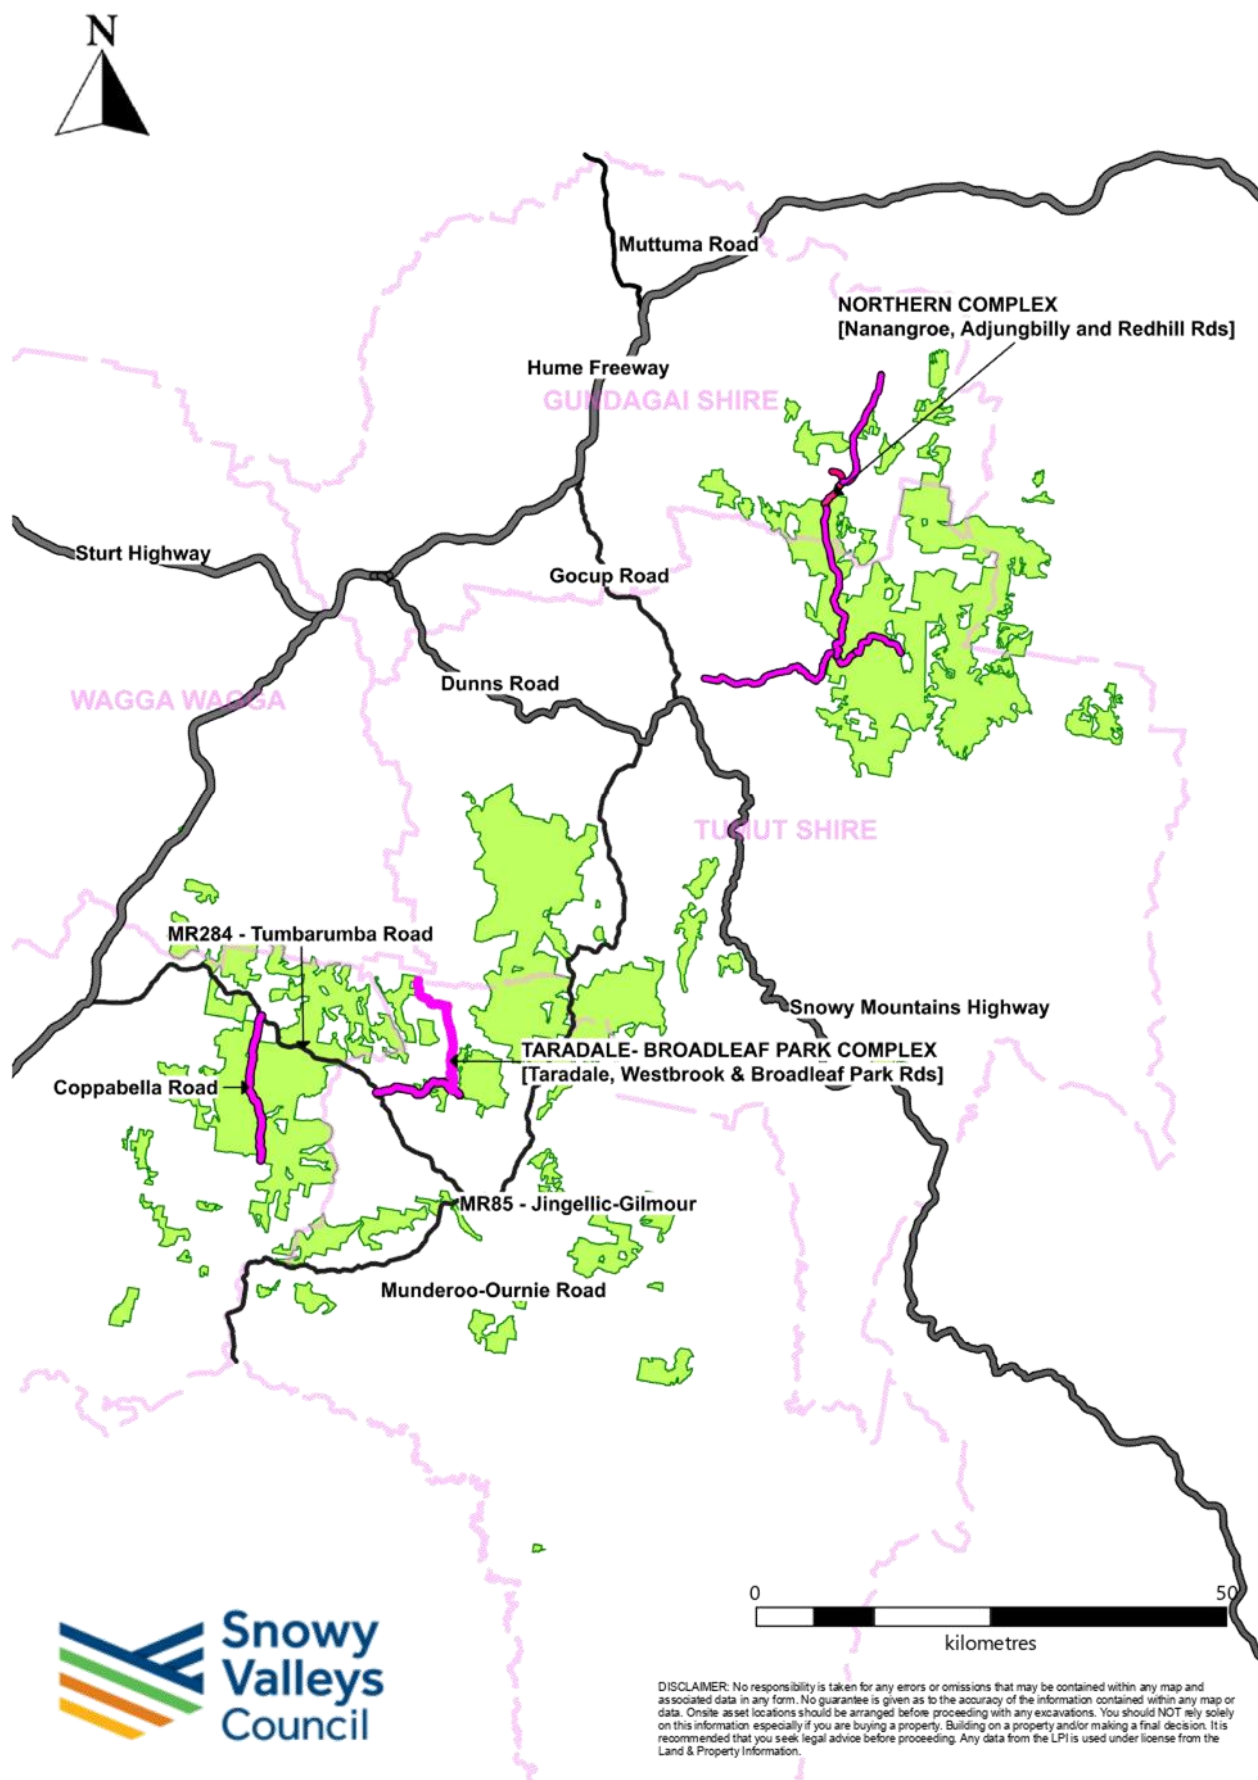 N
Muttuma Road
NORTHERN COMPLEX
[Nanangroe, Adjungbilly and Redhill Rds]
Hume Freeway
GUNDAGAI SHIRE
Sturt Highway
Gocup Road
Dunns Road
WAGGA WAGGA
TUMUT SHIRE
MR284 - Tumbarumba Road
Snowy Mountains Highway
TARADALE- BROADLEAF PARK COMPLEX
[Taradale, Westbrook & Broadleaf Park Rds]
Coppabella Road
MR85 - Jingellic-Gilmour
Munderoo-Ournie Road
0 50
kilometres
Snowy
Valleys
Council
DISCLAIMER: No responsibility is taken for any errors or omissions that may be contained within any map and
associated data in any form. No guarantee is given as to the accuracy of the information contained within any map or
data. Onsite asset locations should be arranged before proceeding with any excavations. You should NOT rely solely
on this information especially if you are buying a property. Building on a property and/or making a final decision. It is
recommended that you seek legal advice before proceeding. Any data from the LPI is used under license from the
Land & Property Information.